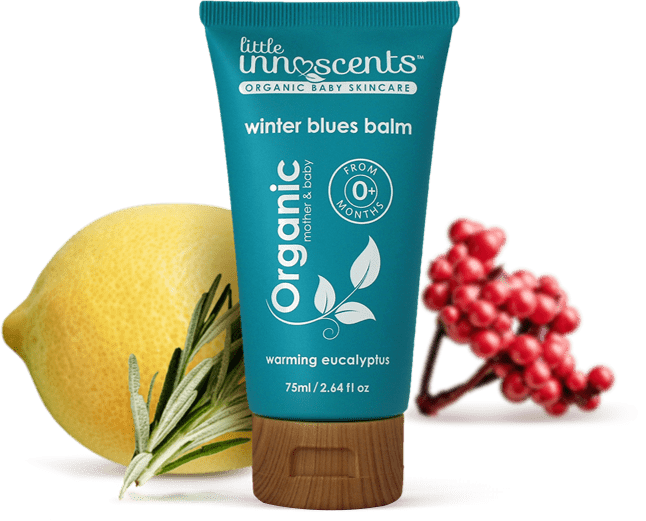 little
innoscents™
ORGANIC BABY SKINCARE
winter blues balm
Organic
mother & baby
FROM
0+
MONTHS
warming eucalyptus
75ml / 2.64 fl oz